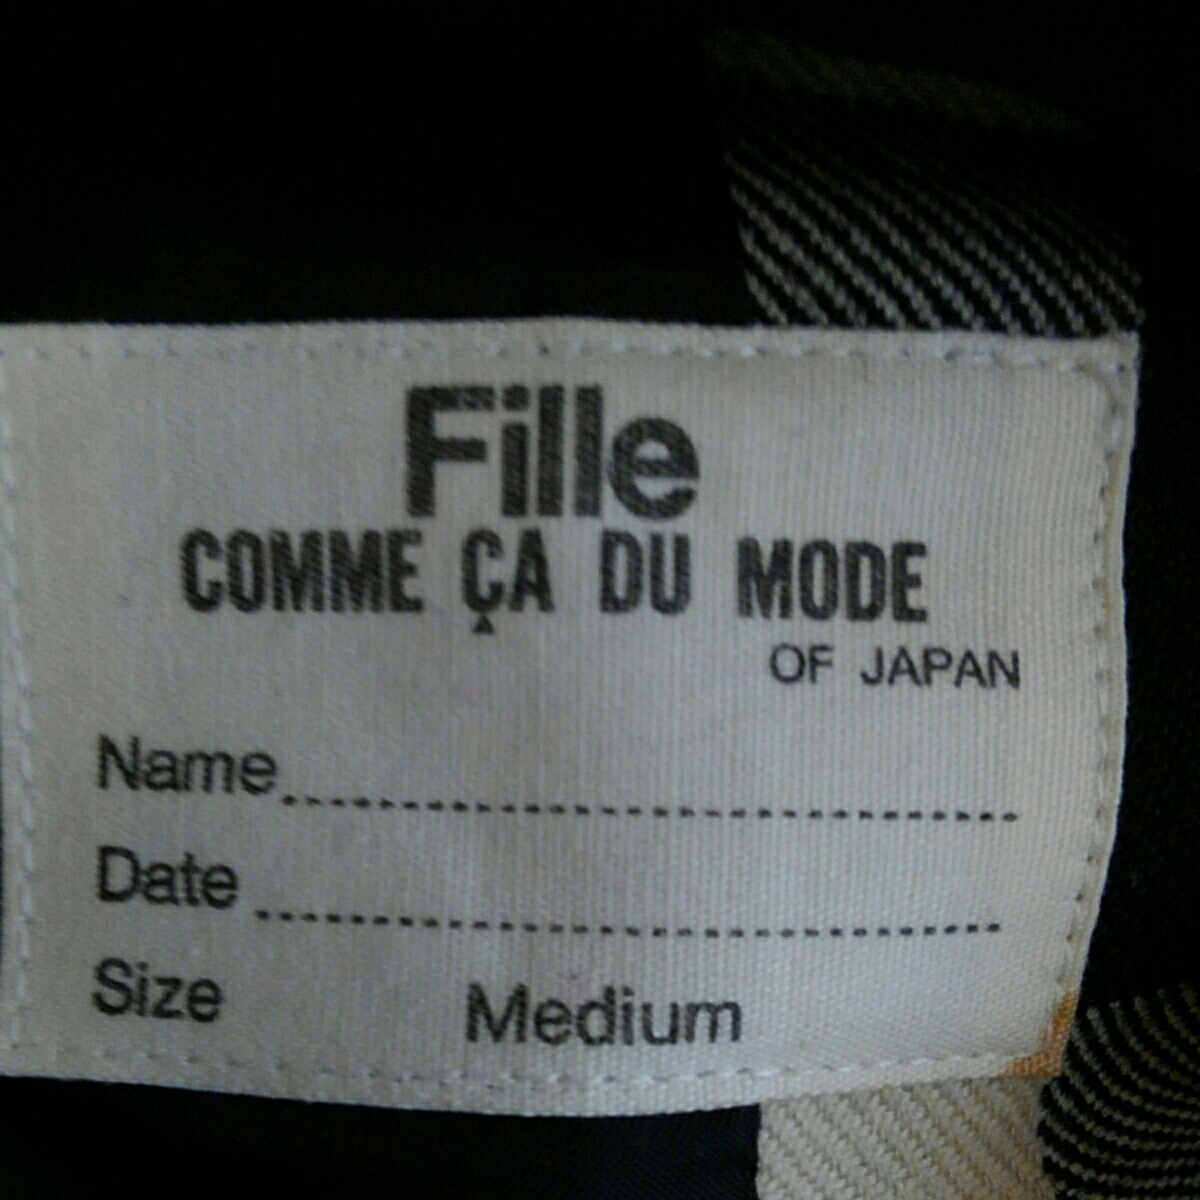 Fille
COMME ÇA DU MODE
OF JAPAN
Name
Date
Size Medium